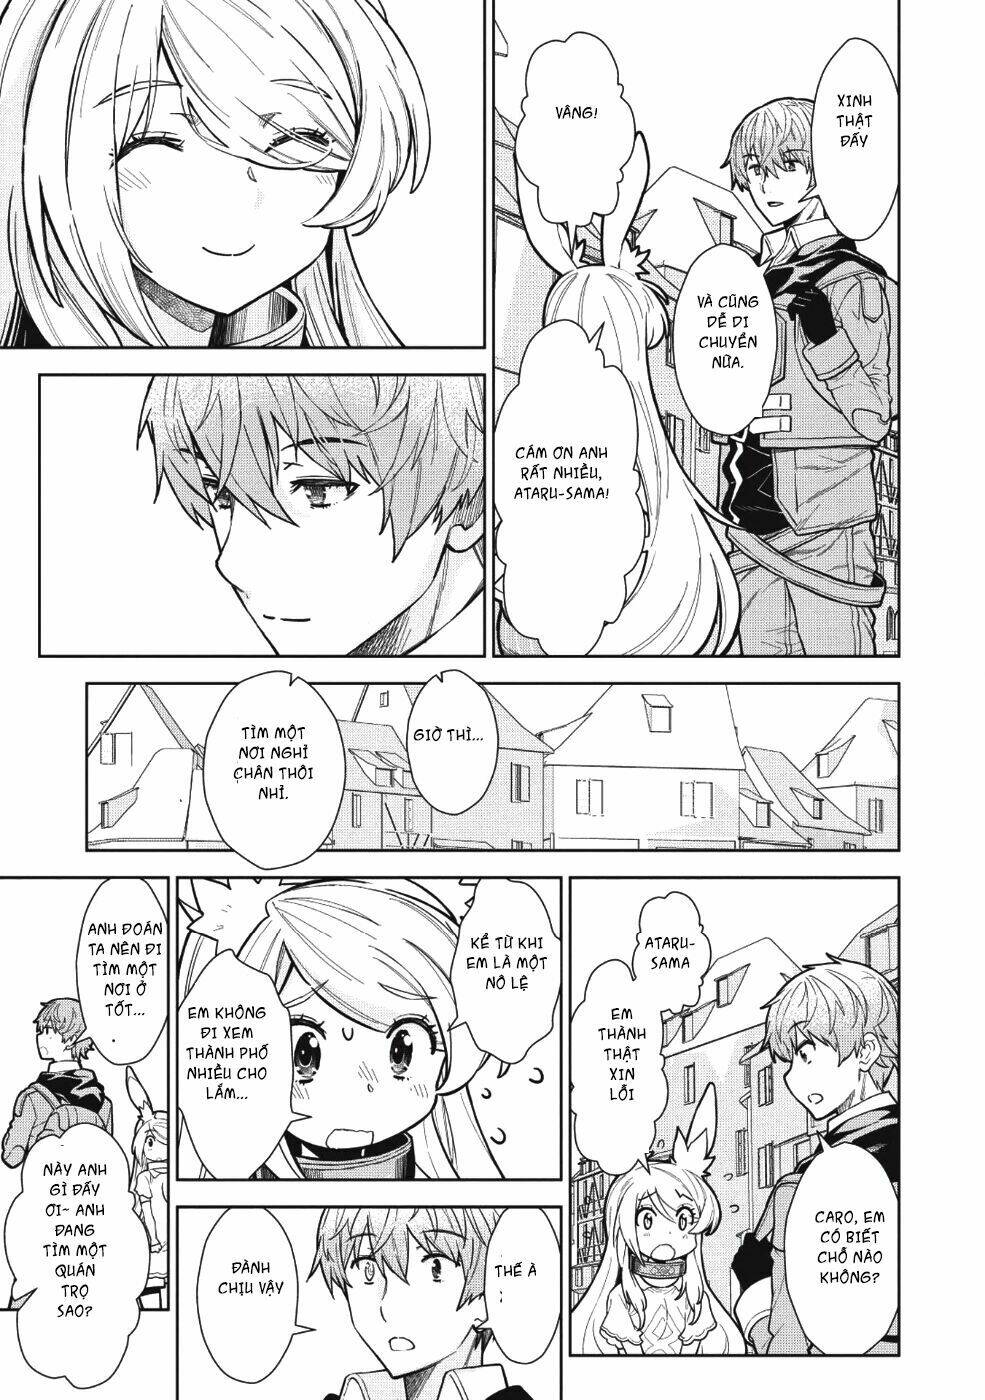 XINH
THẬT
ĐẤY
VÂNG!
VÀ CŨNG
DỄ DI
CHUYỂN
NỮA.
CÁM ƠN ANH
RẤT NHIỀU,
ATARU-SAMA!
GIỜ THÌ...
TÌM MỘT
NƠI NGHỈ
CHÂN THÔI
NHỈ.
CARO, EM
CÓ BIẾT
CHỖ NÀO
KHÔNG?
ATARU-
SAMA
EM
THÀNH
THẬT
XIN
LỖI
KỂ TỪ KHI
EM LÀ MỘT
NÔ LỆ
EM KHÔNG
ĐI XEM
THÀNH PHỐ
NHIỀU CHO
LẮM...
THẾ À
;
ĐÀNH
CHỊU VẬY
ANH ĐOÁN
TA NÊN ĐI
TÌM MỘT
NƠI Ở
TỐT...
NÀY ANH
GÌ ĐẤY
ƠI~ ANH
ĐANG
TÌM MỘT
QUÁN
TRỌ
SAO?